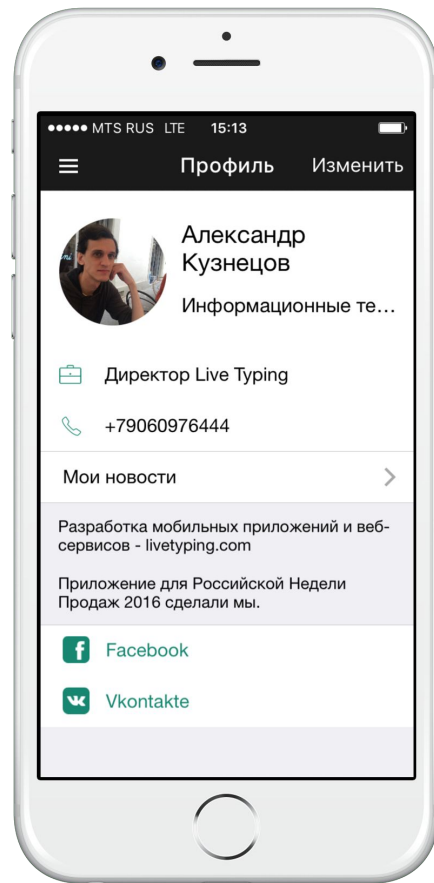 MTS RUS LTE 15:13
Профиль Изменить
Александр
Кузнецов
Информационные те...
Директор Live Typing
+79060976444
Мои новости
Разработка мобильных приложений и веб-
сервисов - livetyping.com
Приложение для Российской Недели
Продаж 2016 сделали мы.
Facebook
Vkontakte